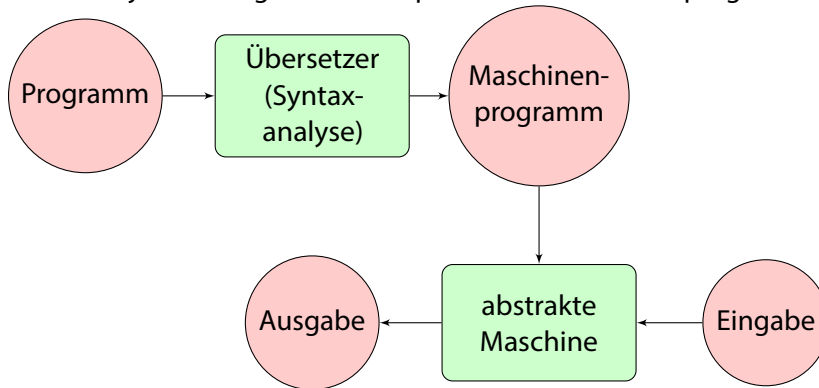 Programm
Übersetzer
(Syntax-
analyse)
Maschinen-
programm
Ausgabe
abstrakte
Maschine
Eingabe